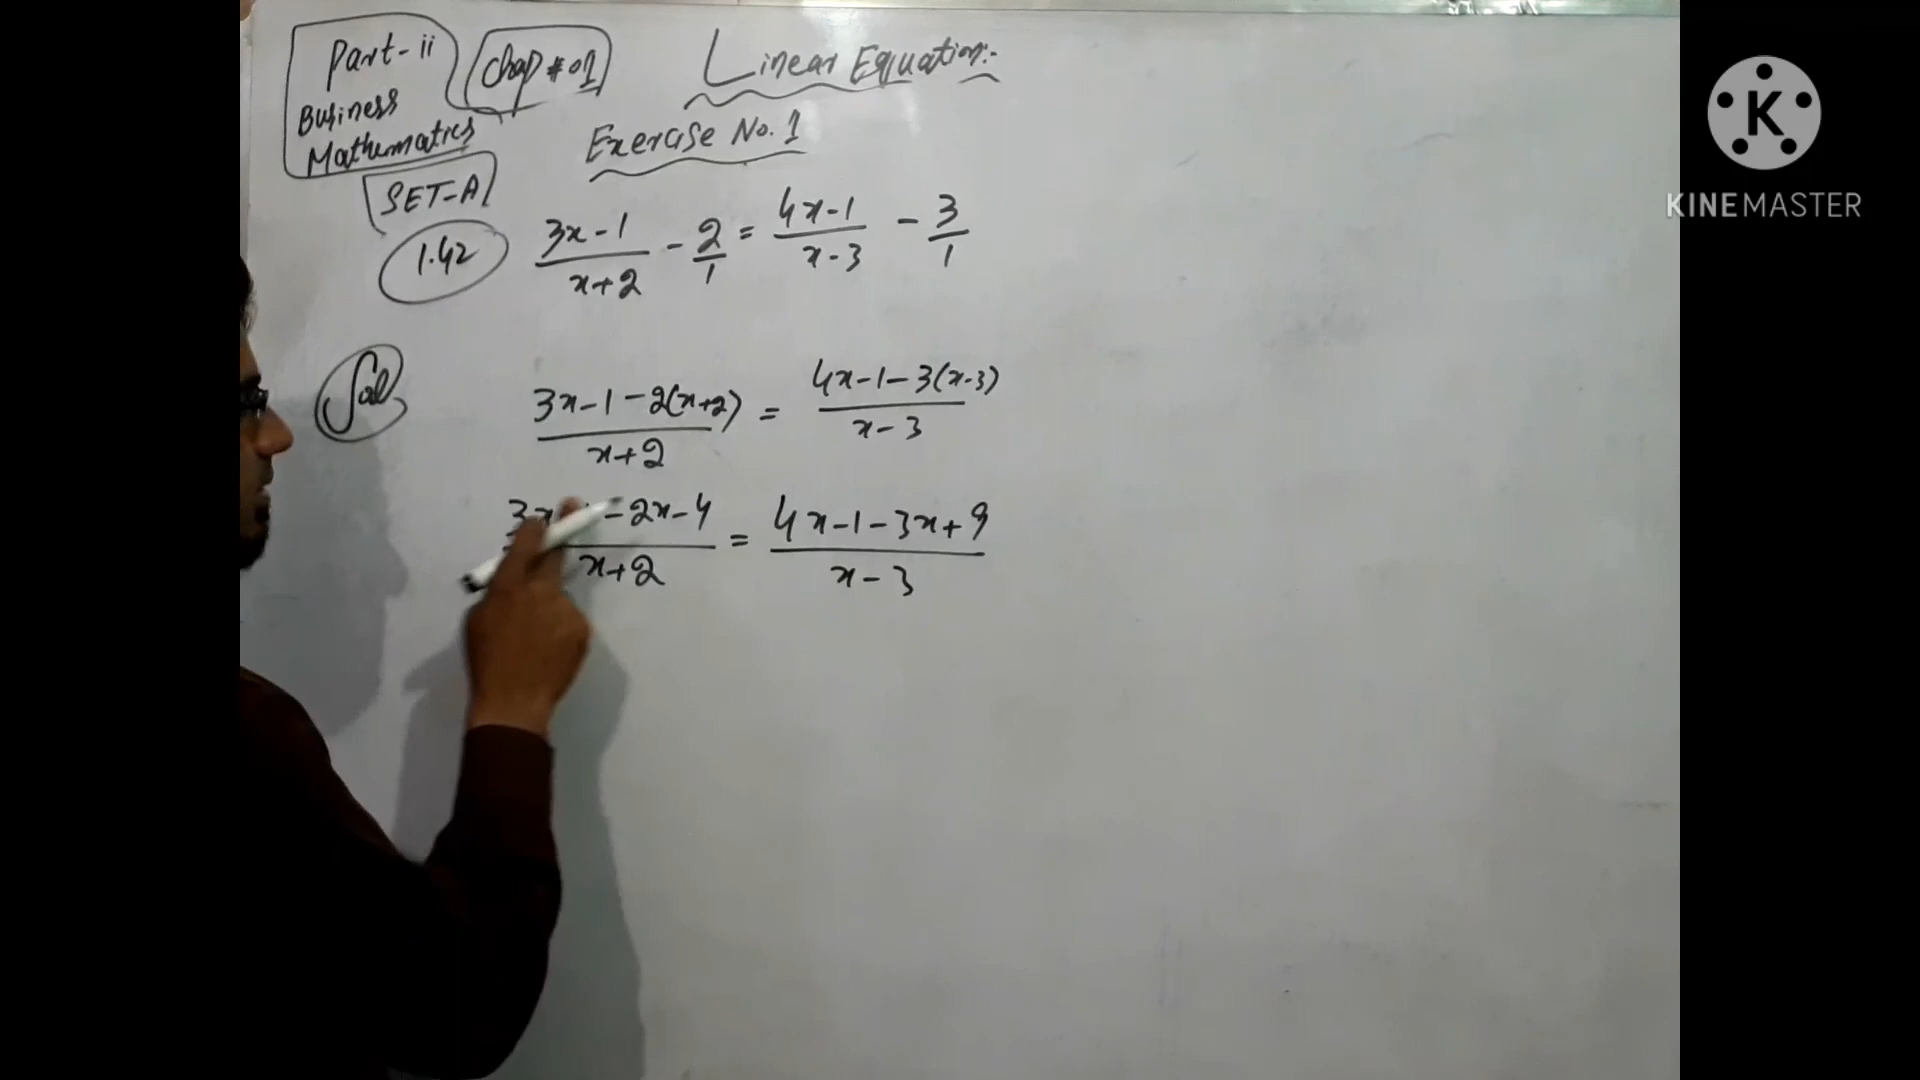 Part-ii
Business
Mathematics
Chap # 01
Linear Equation:-
Exercise No. 1
SET-A
1.42
3x-1/x+2 - 2/1 = 4x-1/x-3 - 3/1
Sol
3x-1-2(x+2)/x+2 = 4x-1-3(x-3)/x-3
3x -2x-4/x+2 = 4x-1-3x+9/x-3
K
KINEMASTER